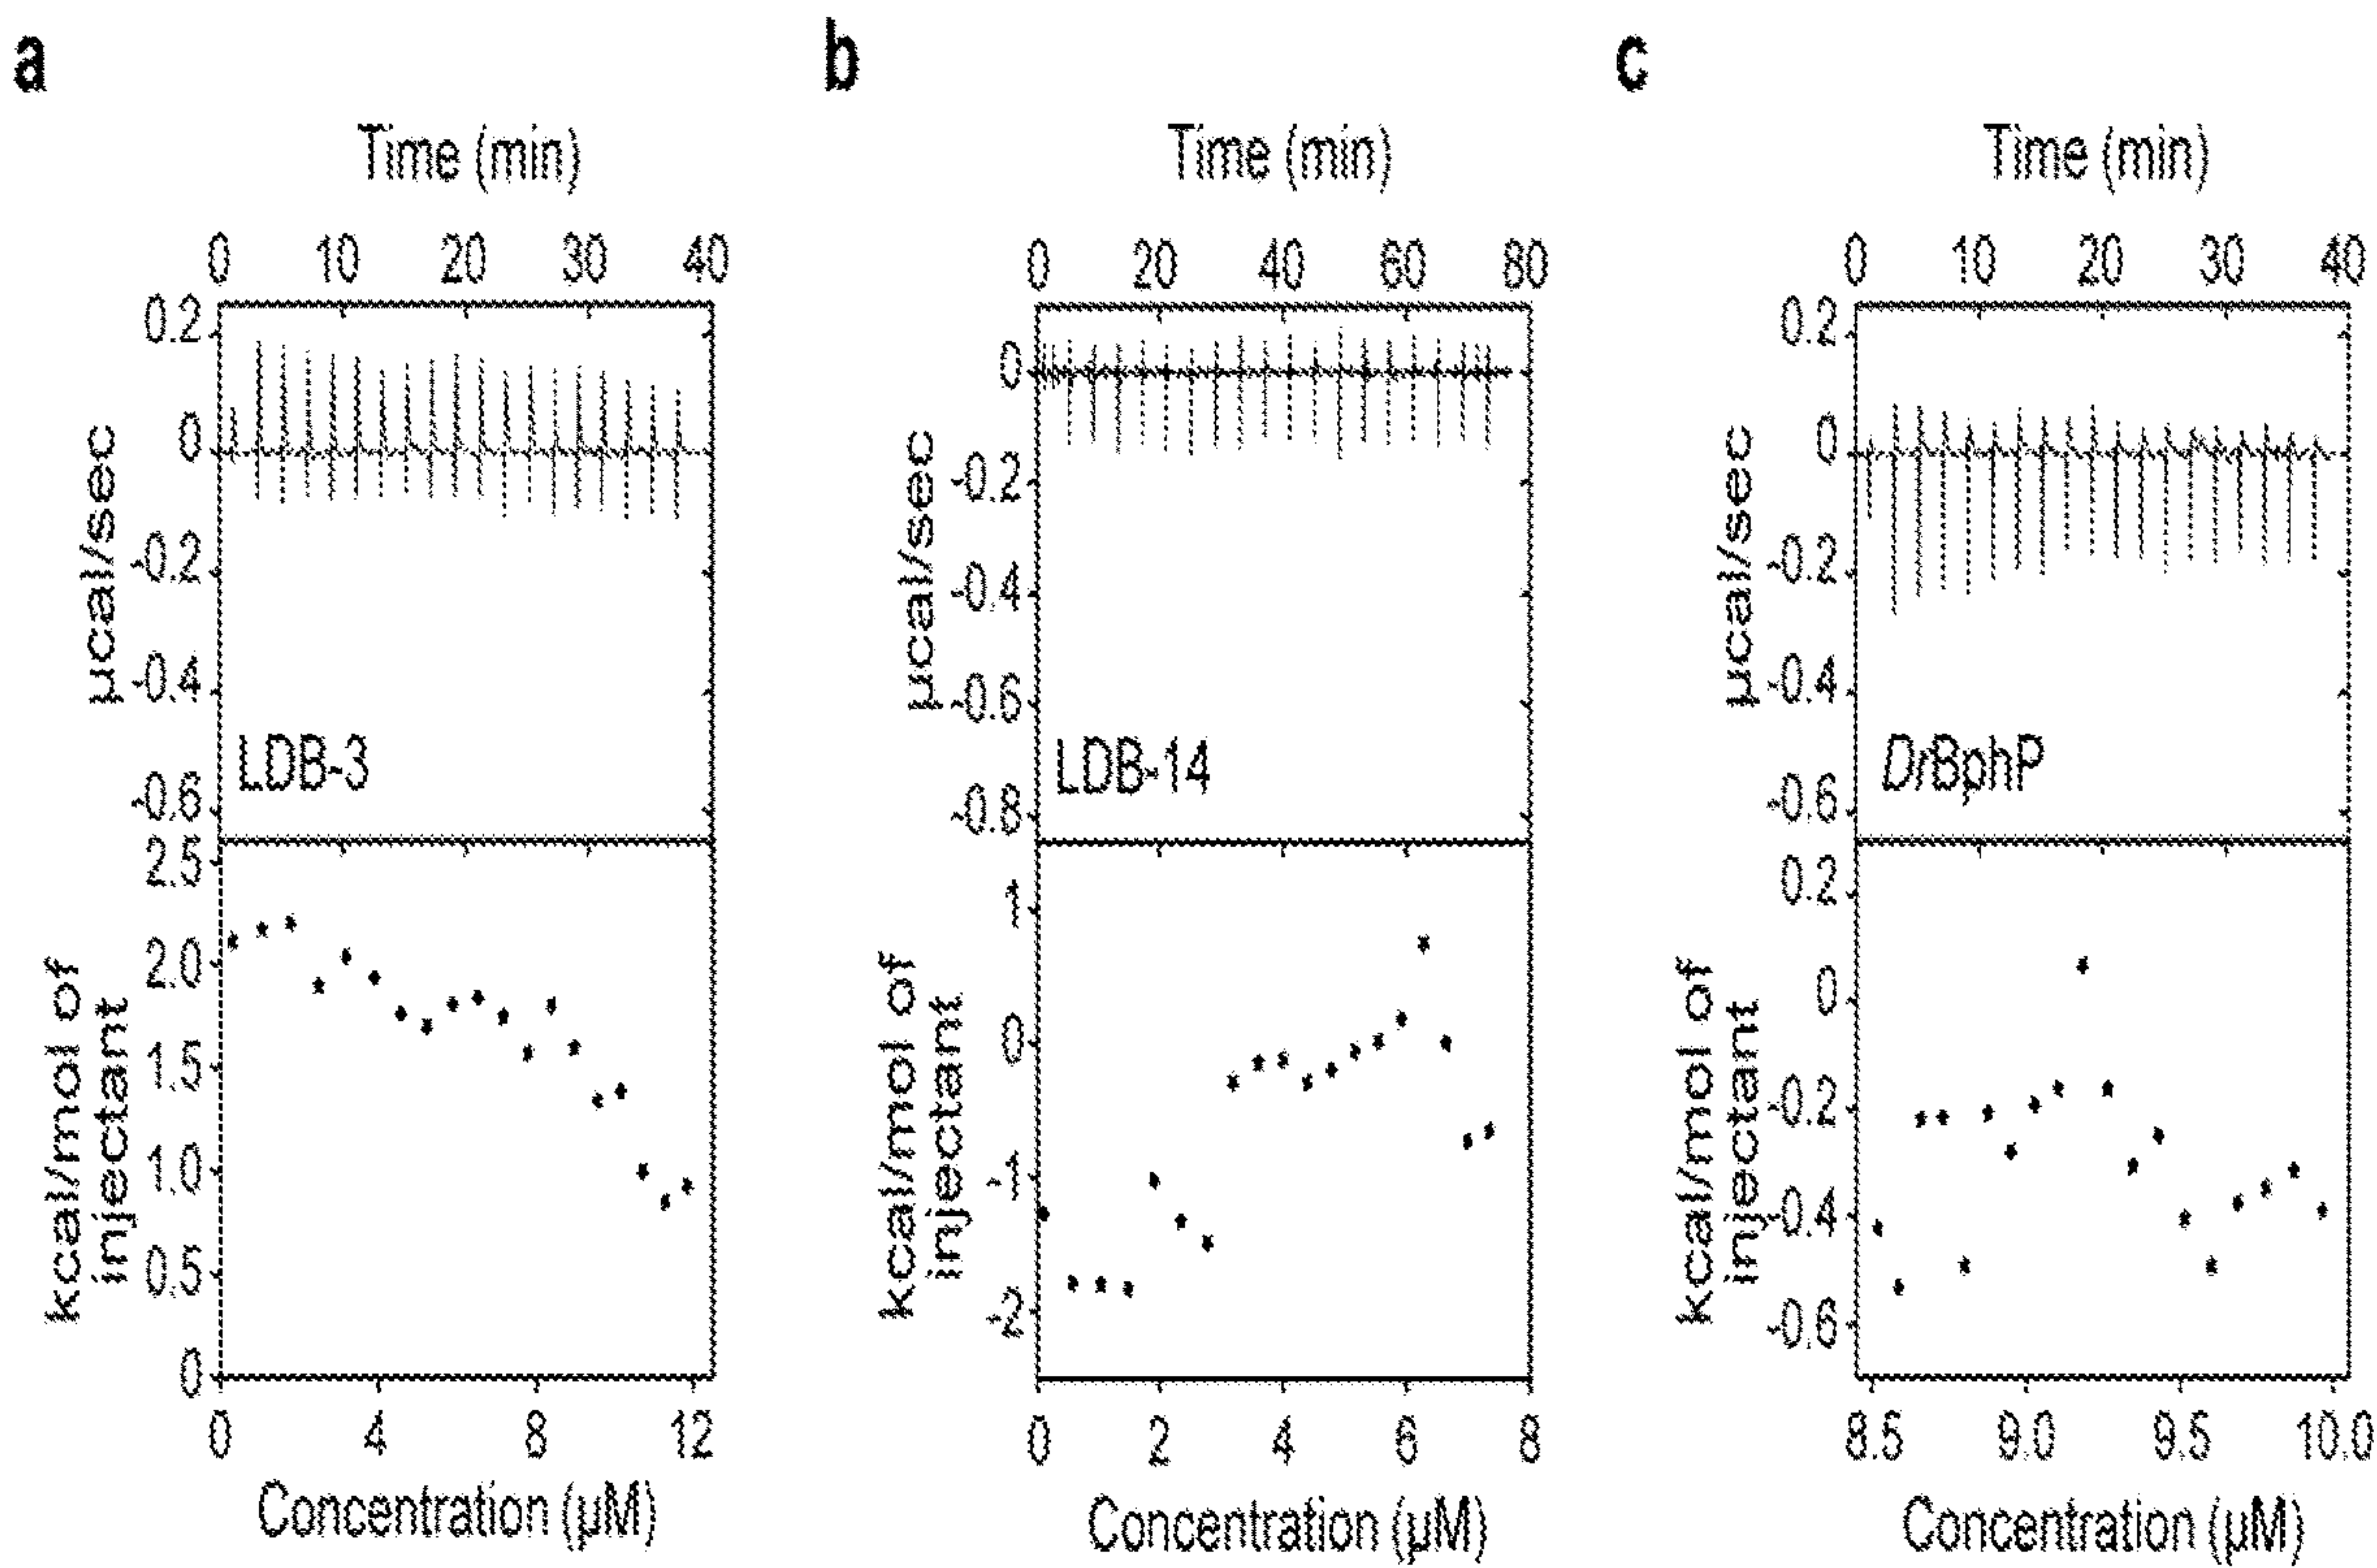 a
b
c
Time (min)
Time (min)
Time (min)
0 10 20 30 40
0 20 40 60 80
0 10 20 30 40
0.2
0
-0.2
-0.4
-0.6
µcal/sec
LDB-3
0
-0.2
-0.4
-0.6
-0.8
µcal/sec
LDB-14
0.2
0
-0.2
-0.4
-0.6
µcal/sec
DrBphP
2.5
2.0
1.5
1.0
0.5
0
kcal/mol of
injectant
1
0
-1
-2
kcal/mol of
injectant
0.2
0
-0.2
-0.4
-0.6
kcal/mol of
injectant
0 4 8 12
0 2 4 6 8
8.5 9.0 9.5 10.0
Concentration (µM)
Concentration (µM)
Concentration (µM)